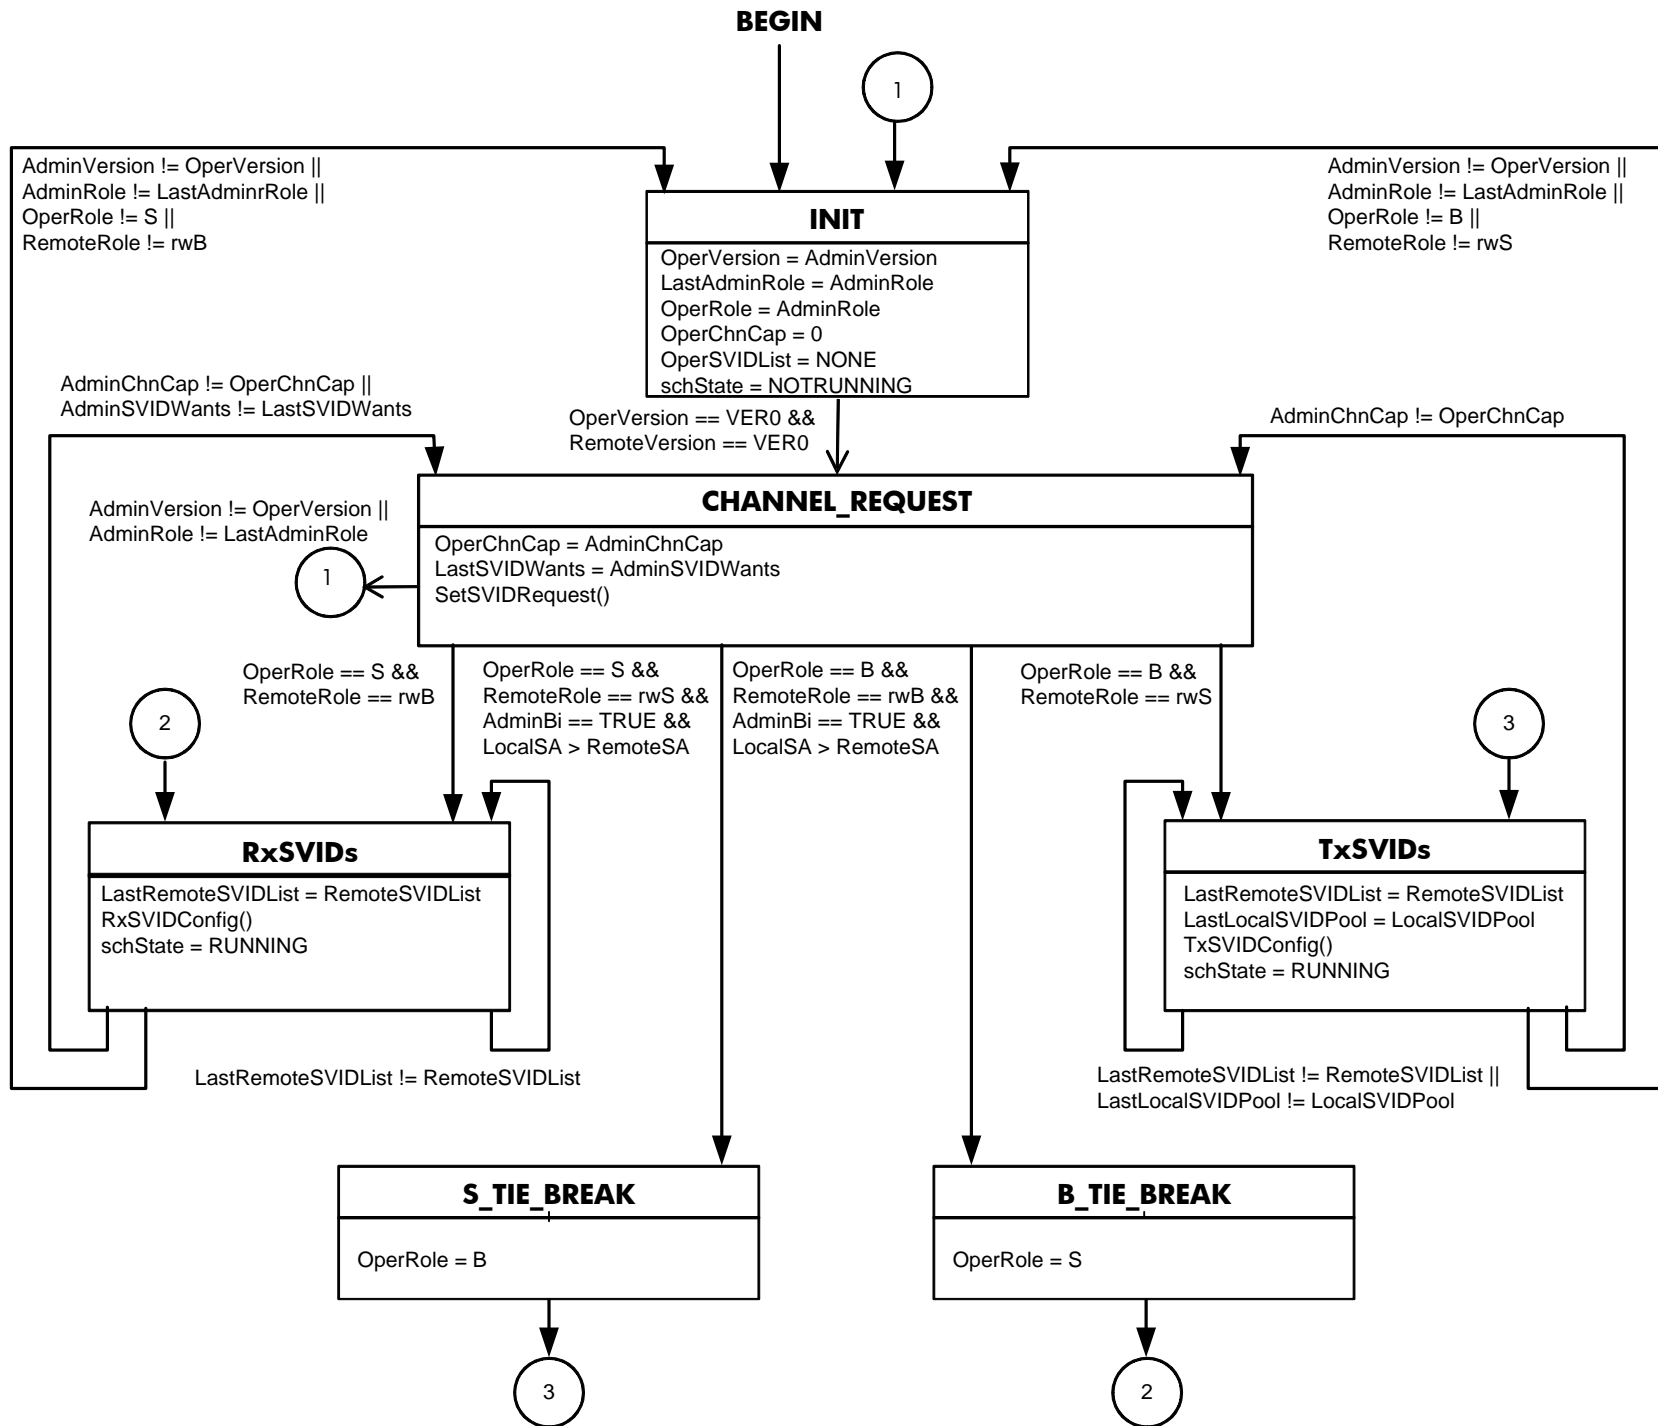 BEGIN
1
AdminVersion != OperVersion ||
AdminRole != LastAdminrRole ||
OperRole != S ||
RemoteRole != rwB
AdminVersion != OperVersion ||
AdminRole != LastAdminRole ||
OperRole != B ||
RemoteRole != rwS
INIT
OperVersion = AdminVersion
LastAdminRole = AdminRole
OperRole = AdminRole
OperChnCap = 0
OperSVIDList = NONE
schState = NOTRUNNING
AdminChnCap != OperChnCap ||
AdminSVIDWants != LastSVIDWants
OperVersion == VER0 &&
RemoteVersion == VER0
AdminChnCap != OperChnCap
AdminVersion != OperVersion ||
AdminRole != LastAdminRole
1
CHANNEL_REQUEST
OperChnCap = AdminChnCap
LastSVIDWants = AdminSVIDWants
SetSVIDRequest()
OperRole == S &&
RemoteRole == rwB
OperRole == S &&
RemoteRole == rwS &&
AdminBi == TRUE &&
LocalSA > RemoteSA
OperRole == B &&
RemoteRole == rwB &&
AdminBi == TRUE &&
LocalSA > RemoteSA
OperRole == B &&
RemoteRole == rwS
2
3
RxSVIDs
LastRemoteSVIDList = RemoteSVIDList
RxSVIDConfig()
schState = RUNNING
TxSVIDs
LastRemoteSVIDList = RemoteSVIDList
LastLocalSVIDPool = LocalSVIDPool
TxSVIDConfig()
schState = RUNNING
LastRemoteSVIDList != RemoteSVIDList
LastRemoteSVIDList != RemoteSVIDList ||
LastLocalSVIDPool != LocalSVIDPool
S_TIE_BREAK
OperRole = B
B_TIE_BREAK
OperRole = S
3
2